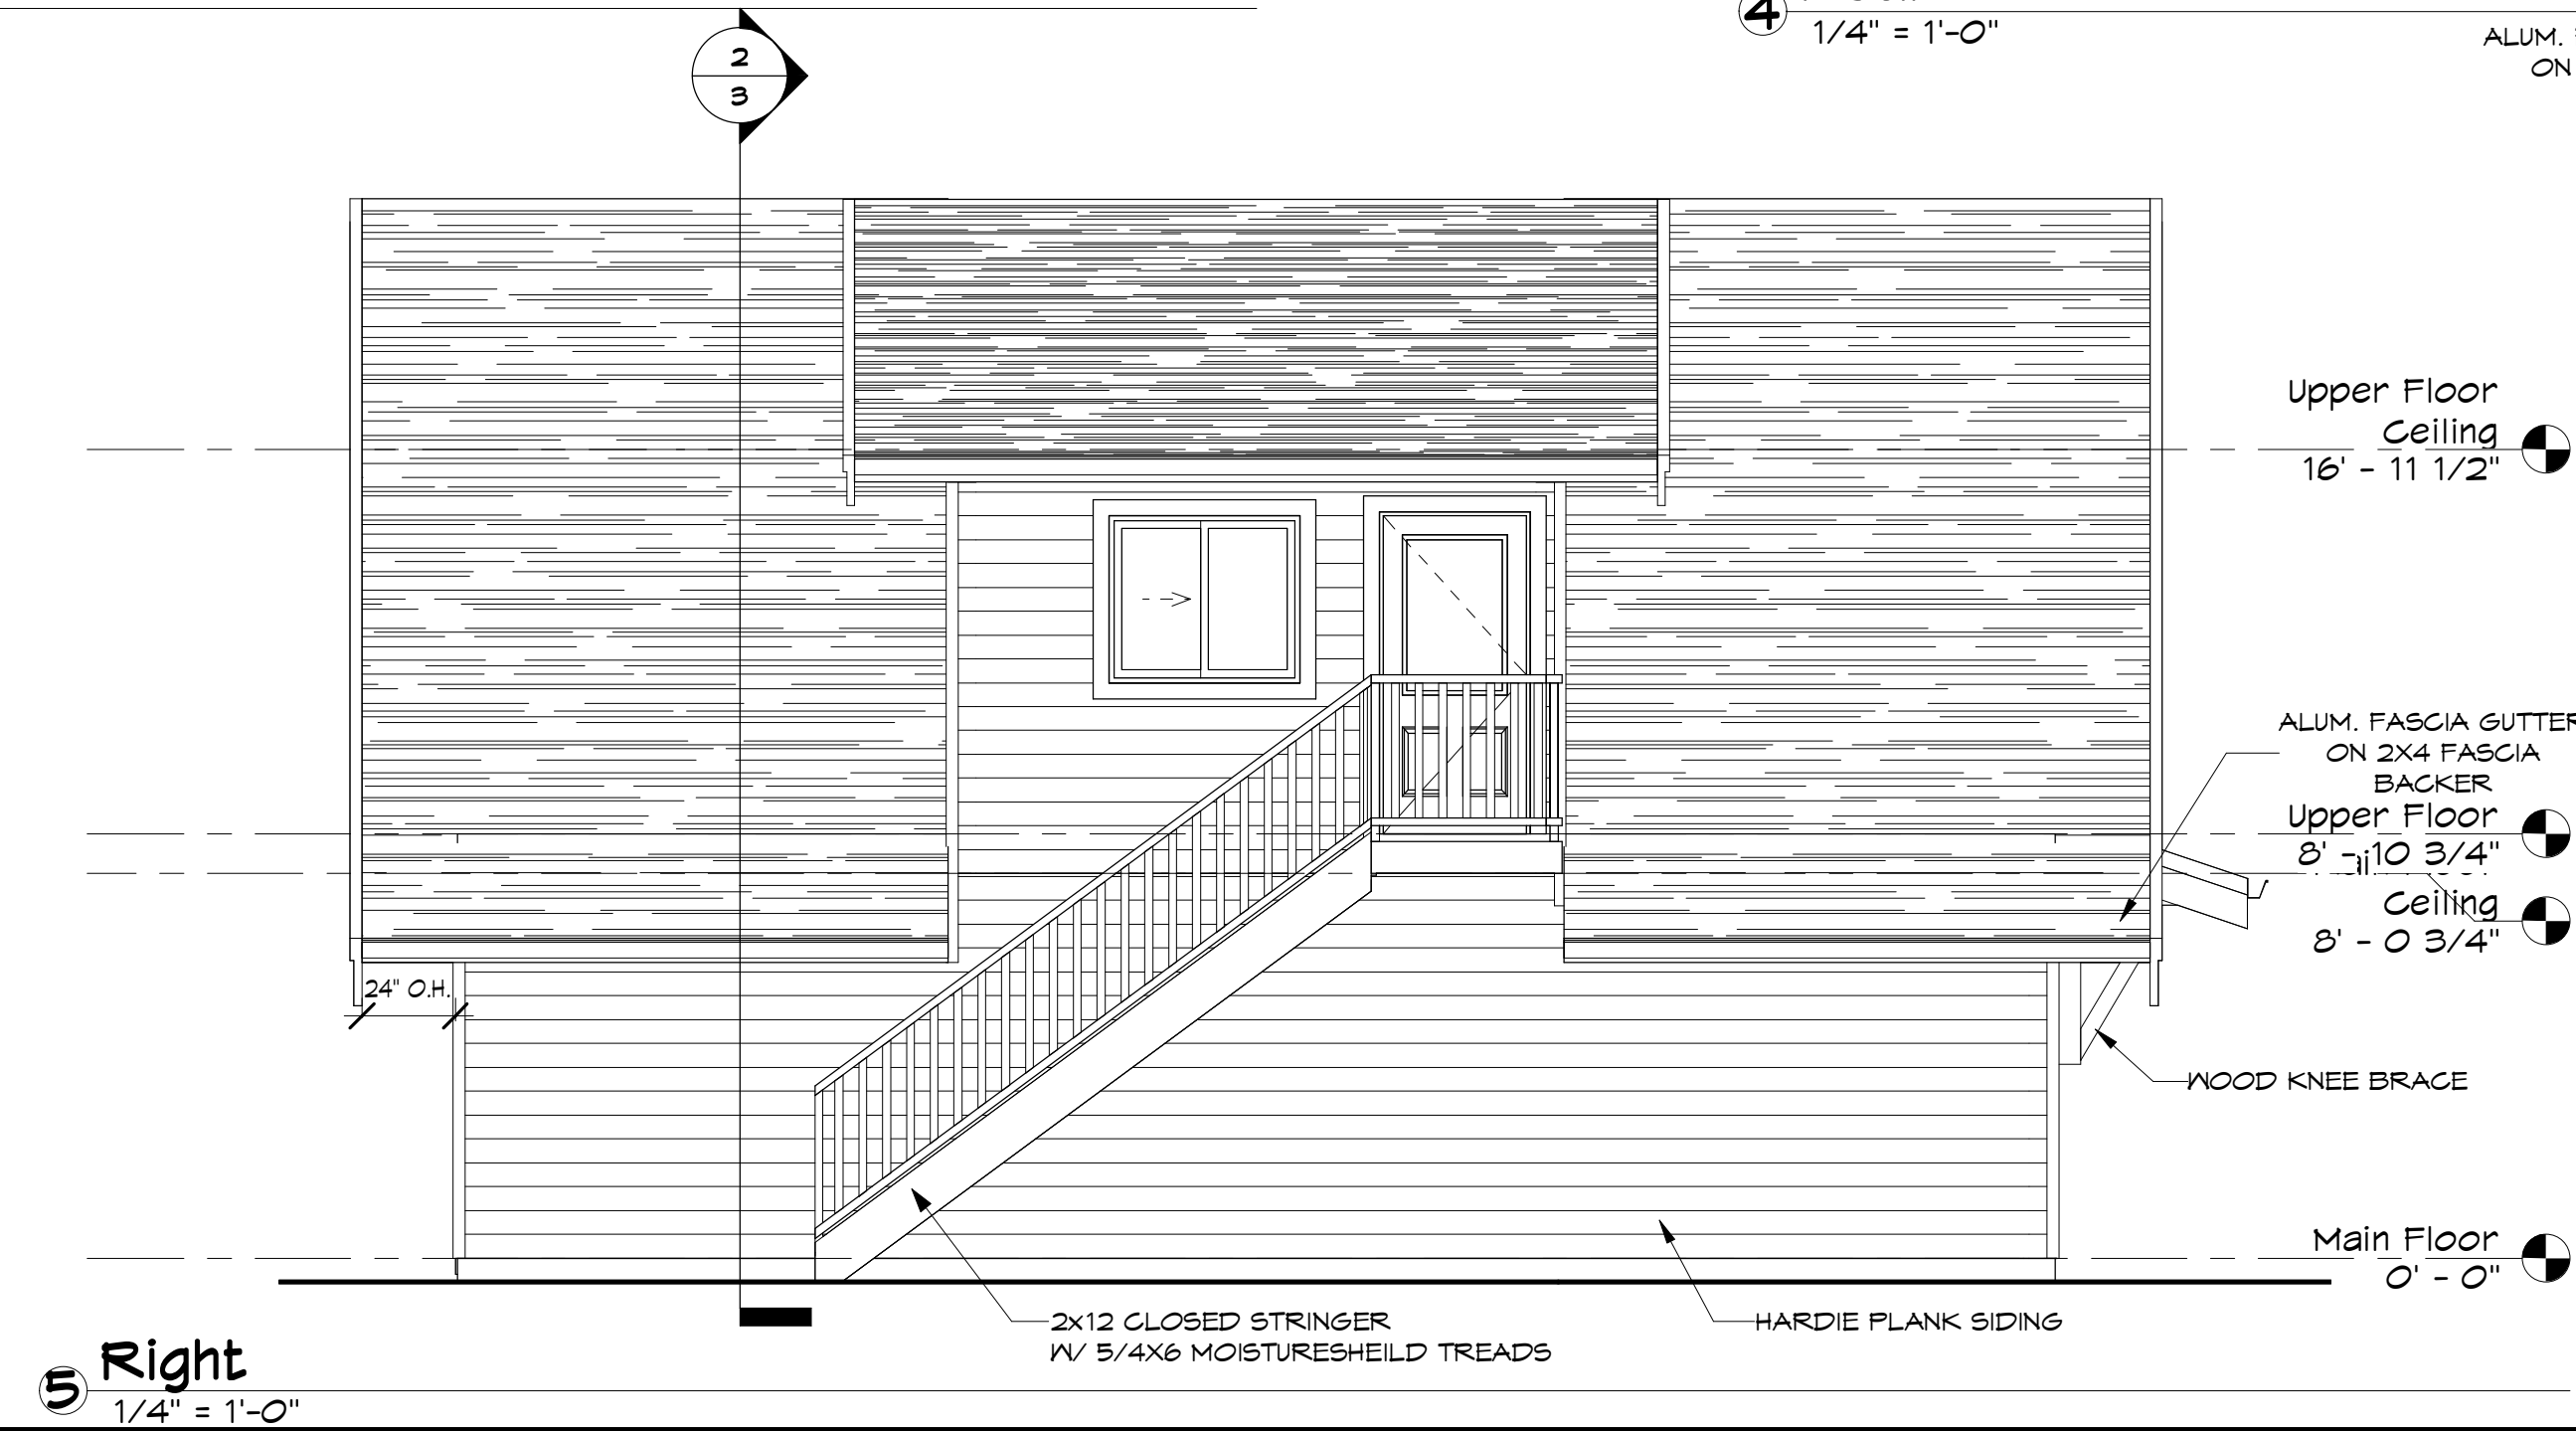 4
1/4" = 1'-0"
ALUM.
ON
2
3
Upper Floor
Ceiling
16' - 11 1/2"
ALUM. FASCIA GUTTER
ON 2X4 FASCIA
BACKER
Upper Floor
8' - 10 3/4"
Ceiling
8' - 0 3/4"
24" O.H.
WOOD KNEE BRACE
Main Floor
0' - 0"
2x12 CLOSED STRINGER
W/ 5/4X6 MOISTURESHEILD TREADS
HARDIE PLANK SIDING
5
Right
1/4" = 1'-0"